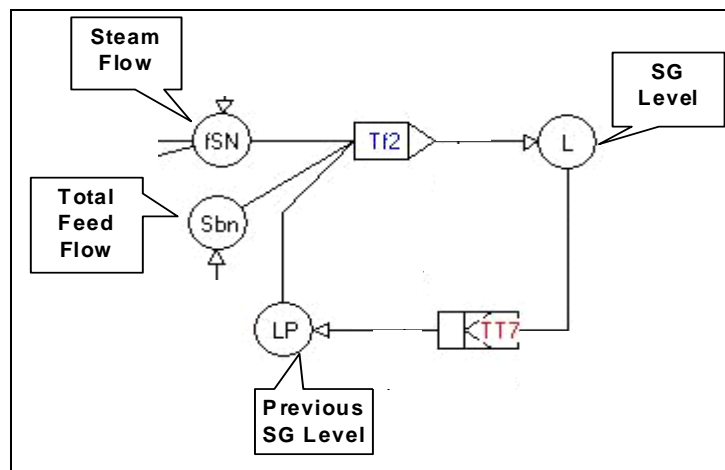 Steam
Flow
SG
Level
fSN
Tf2
L
Total
Feed
Flow
Sbn
LP
TT7
Previous
SG Level